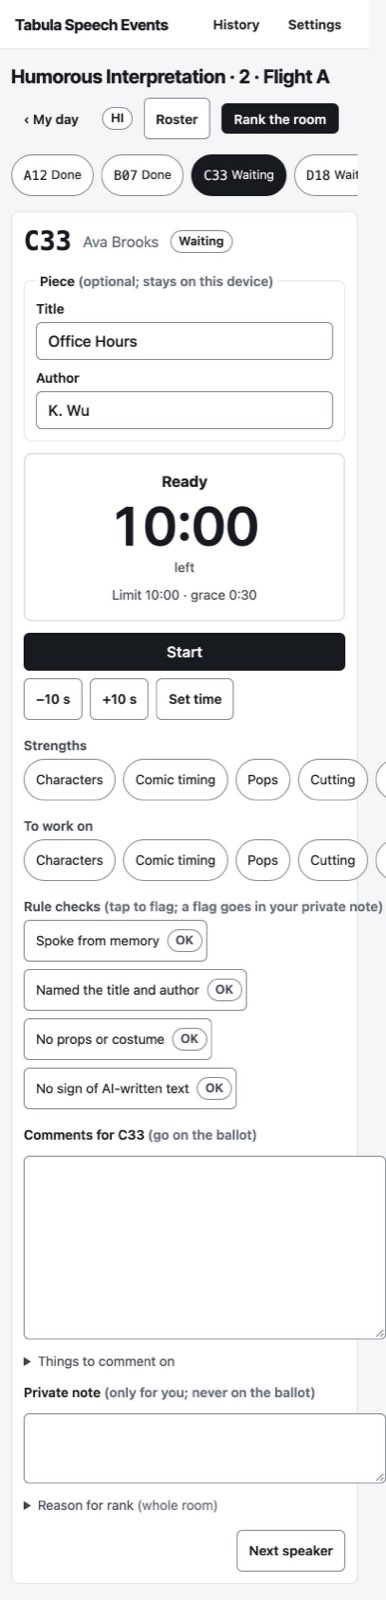 Tabula Speech Events History Settings
Humorous Interpretation · 2 · Flight A
‹ My day HI Roster Rank the room
A12 Done B07 Done C33 Waiting D18 Wait
C33 Ava Brooks Waiting
Piece (optional; stays on this device)
Title
Office Hours
Author
K. Wu
Ready
10:00
left
Limit 10:00 · grace 0:30
Start
−10 s +10 s Set time
Strengths
Characters Comic timing Pops Cutting
To work on
Characters Comic timing Pops Cutting
Rule checks (tap to flag; a flag goes in your private note)
Spoke from memory OK
Named the title and author OK
No props or costume OK
No sign of AI-written text OK
Comments for C33 (go on the ballot)
▶ Things to comment on
Private note (only for you; never on the ballot)
▶ Reason for rank (whole room)
Next speaker